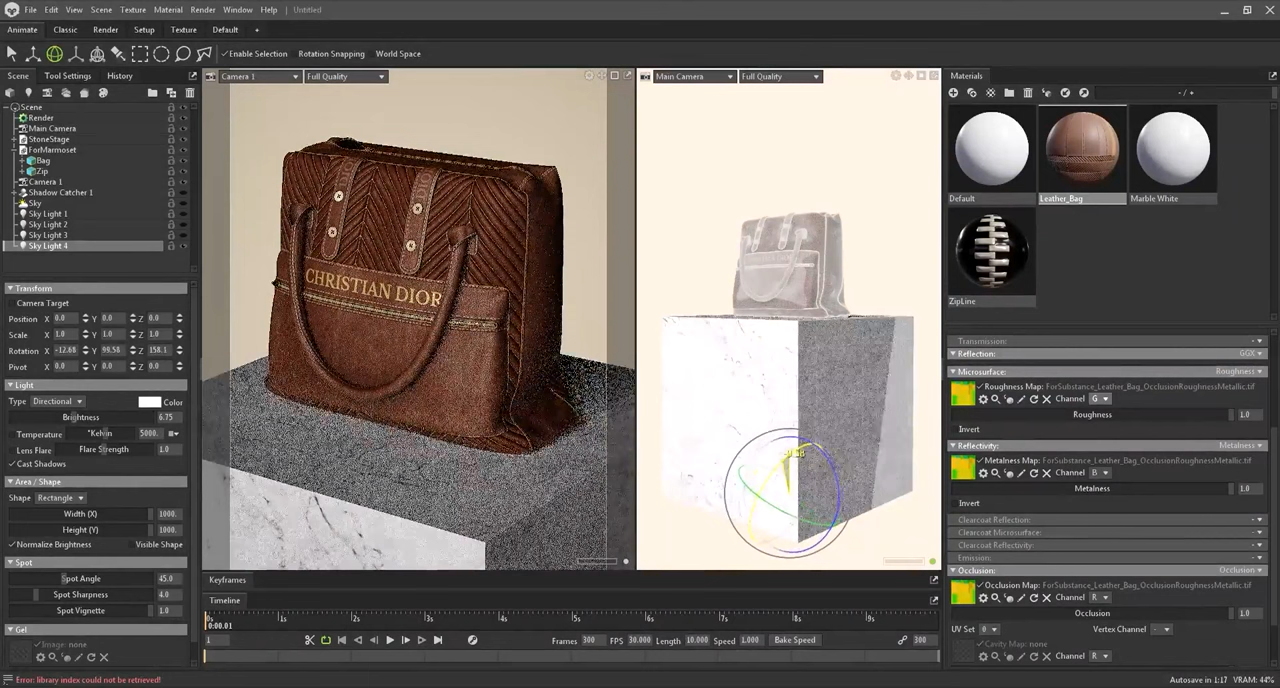 File Edit View Scene Texture Material Render Window Help Untitled
Animate Classic Render Setup Texture Default +
Enable Selection Rotation Snapping World Space
Scene Tool Settings History
Camera 1 Full Quality
Main Camera Full Quality
Materials
Scene
Render
Main Camera
StoneStage
ForMarmoset
Bag
Zip
Camera 1
Shadow Catcher 1
Sky
Sky Light 1
Sky Light 2
Sky Light 3
Sky Light 4
Transform
Camera Target
Position X 0.0 Y 0.0 Z 0.0
Scale X 1.0 Y 1.0 Z 1.0
Rotation X -12.68 Y 99.58 Z 158.1
Pivot X 0.0 Y 0.0 Z 0.0
Light
Type Directional Color
Brightness 6.75
Temperature °Kelvin 5000.
Lens Flare Flare Strength 1.0
Cast Shadows
Area / Shape
Shape Rectangle
Width (X) 1000.
Height (Y) 1000.
Normalize Brightness Visible Shape
Spot
Spot Angle 45.0
Spot Sharpness 4.0
Spot Vignette 1.0
Gel
Image: none
CHRISTIAN DIOR
Keyframes
Timeline
0s 1s 2s 3s 4s 5s 6s 7s 8s 9s
0:00.01
1 Frames 300 FPS 30.000 Length 10.000 Speed 1.000 Bake Speed 300
- / +
Default Leather_Bag Marble White
ZipLine
Transmission:
Reflection: GGX
Microsurface: Roughness
Roughness Map: ForSubstance_Leather_Bag_OcclusionRoughnessMetallic.tif
Channel G
Roughness 1.0
Invert
Reflectivity: Metalness
Metalness Map: ForSubstance_Leather_Bag_OcclusionRoughnessMetallic.tif
Channel B
Metalness 1.0
Invert
Clearcoat Reflection:
Clearcoat Microsurface:
Clearcoat Reflectivity:
Emission:
Occlusion: Occlusion
Occlusion Map: ForSubstance_Leather_Bag_OcclusionRoughnessMetallic.tif
Channel R
Occlusion 1.0
UV Set 0 Vertex Channel -
Cavity Map: none
Channel R
Error: library index could not be retrieved!
Autosave in 1:17 VRAM: 44%